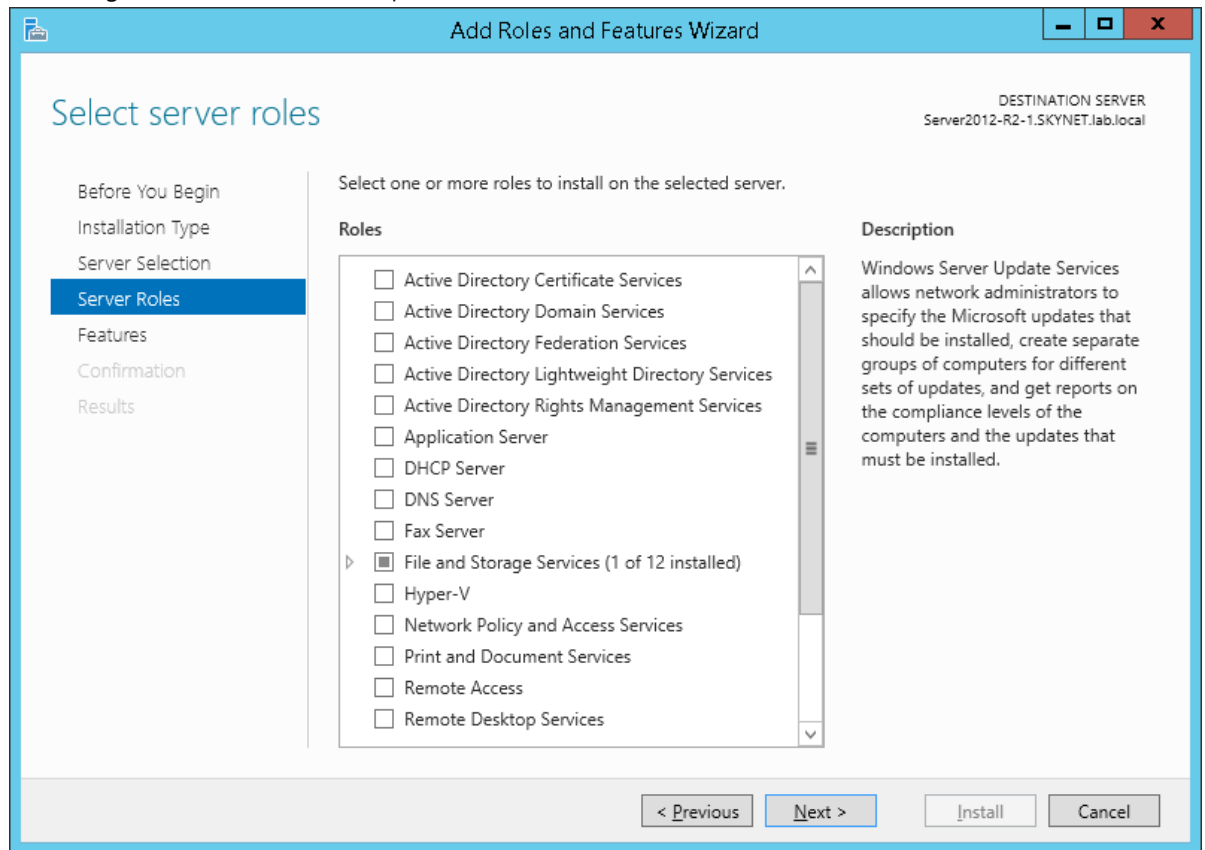 Add Roles and Features Wizard
Select server roles
DESTINATION SERVER
Server2012-R2-1.SKYNET.lab.local
Before You Begin
Installation Type
Server Selection
Server Roles
Features
Confirmation
Results
Select one or more roles to install on the selected server.
Roles
Active Directory Certificate Services
Active Directory Domain Services
Active Directory Federation Services
Active Directory Lightweight Directory Services
Active Directory Rights Management Services
Application Server
DHCP Server
DNS Server
Fax Server
File and Storage Services (1 of 12 installed)
Hyper-V
Network Policy and Access Services
Print and Document Services
Remote Access
Remote Desktop Services
Description
Windows Server Update Services
allows network administrators to
specify the Microsoft updates that
should be installed, create separate
groups of computers for different
sets of updates, and get reports on
the compliance levels of the
computers and the updates that
must be installed.
< Previous
Next >
Install
Cancel